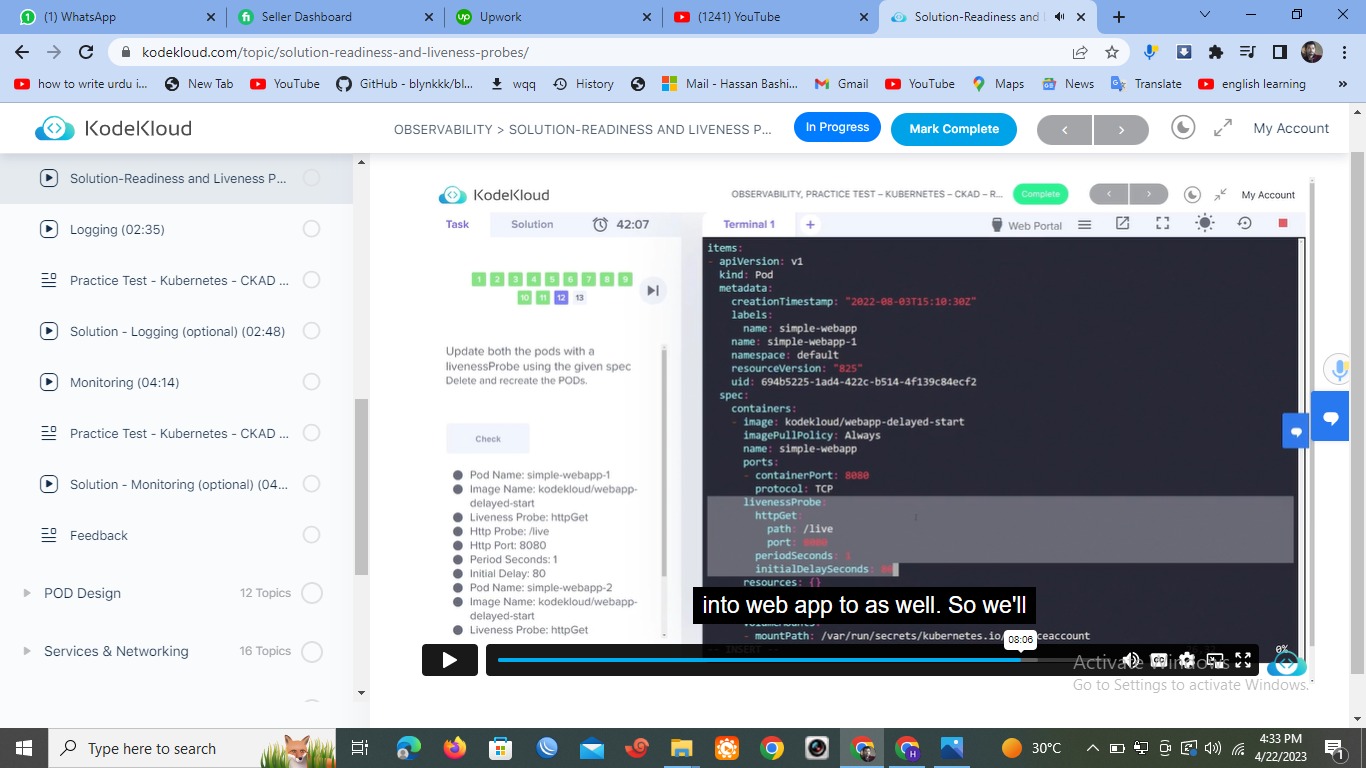 (1) WhatsApp
Seller Dashboard
Upwork
(1241) YouTube
Solution-Readiness and
kodekloud.com/topic/solution-readiness-and-liveness-probes/
how to write urdu i...
New Tab
YouTube
GitHub - blynkkk/bl...
wqq
History
Mail - Hassan Bashi...
Gmail
YouTube
Maps
News
Translate
english learning
KodeKloud
OBSERVABILITY > SOLUTION-READINESS AND LIVENESS P...
In Progress
Mark Complete
My Account
Solution-Readiness and Liveness P...
Logging (02:35)
Practice Test - Kubernetes - CKAD ...
Solution - Logging (optional) (02:48)
Monitoring (04:14)
Practice Test - Kubernetes - CKAD ...
Solution - Monitoring (optional) (04...
Feedback
POD Design
12 Topics
Services & Networking
16 Topics
KodeKloud
OBSERVABILITY, PRACTICE TEST – KUBERNETES – CKAD – R...
Complete
My Account
Task
Solution
42:07
Terminal 1
+
Web Portal
1 2 3 4 5 6 7 8 9
10 11 12 13
Update both the pods with a
livenessProbe using the given spec
Delete and recreate the PODs.
Check
Pod Name: simple-webapp-1
Image Name: kodekloud/webapp-
delayed-start
Liveness Probe: httpGet
Http Probe: /live
Http Port: 8080
Period Seconds: 1
Initial Delay: 80
Pod Name: simple-webapp-2
Image Name: kodekloud/webapp-
delayed-start
Liveness Probe: httpGet
items:
- apiVersion: v1
kind: Pod
metadata:
creationTimestamp: "2022-08-03T15:10:30Z"
labels:
name: simple-webapp
name: simple-webapp-1
namespace: default
resourceVersion: "825"
uid: 694b5225-1ad4-422c-b514-4f139c84ecf2
spec:
containers:
- image: kodekloud/webapp-delayed-start
imagePullPolicy: Always
name: simple-webapp
ports:
- containerPort: 8080
protocol: TCP
livenessProbe:
httpGet:
path: /live
port: 8080
periodSeconds: 1
initialDelaySeconds: 80
resources: {}
into web app to as well. So we'll
- mountPath: /var/run/secrets/kubernetes.io/
ceaccount
-- INSERT --
08:06
0%
Activate Windows
Go to Settings to activate Windows.
Type here to search
30°C
4:33 PM
4/22/2023
1